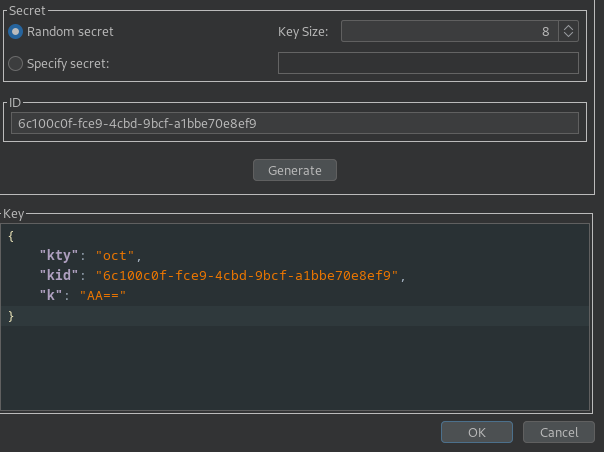 Secret
Random secret Key Size: 8
Specify secret:
ID
6c100c0f-fce9-4cbd-9bcf-a1bbe70e8ef9
Generate
Key
{
    "kty": "oct",
    "kid": "6c100c0f-fce9-4cbd-9bcf-a1bbe70e8ef9",
    "k": "AA=="
}
OK Cancel